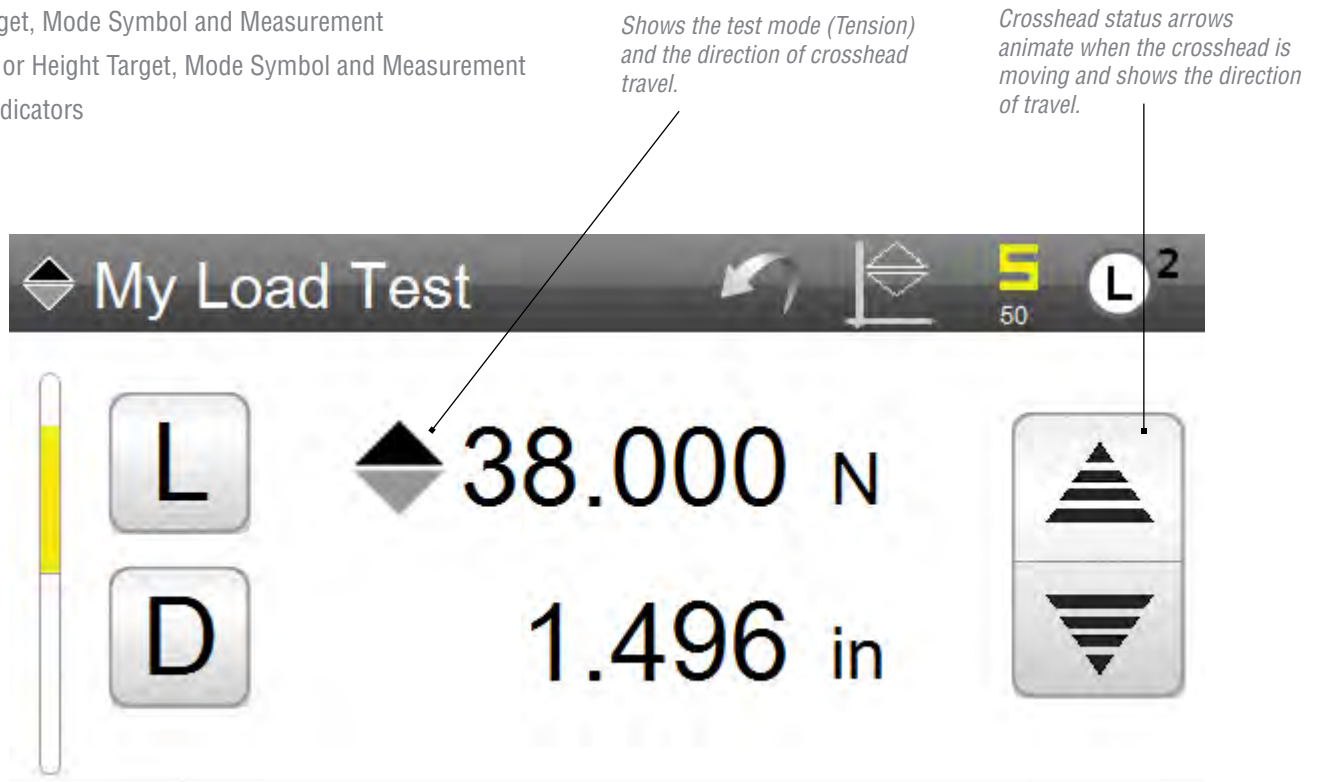 get, Mode Symbol and Measurement
or Height Target, Mode Symbol and Measurement
dicators
Shows the test mode (Tension)
and the direction of crosshead
travel.
Crosshead status arrows
animate when the crosshead is
moving and shows the direction
of travel.
My Load Test
S
50
L 2
L
38.000 N
D
1.496 in